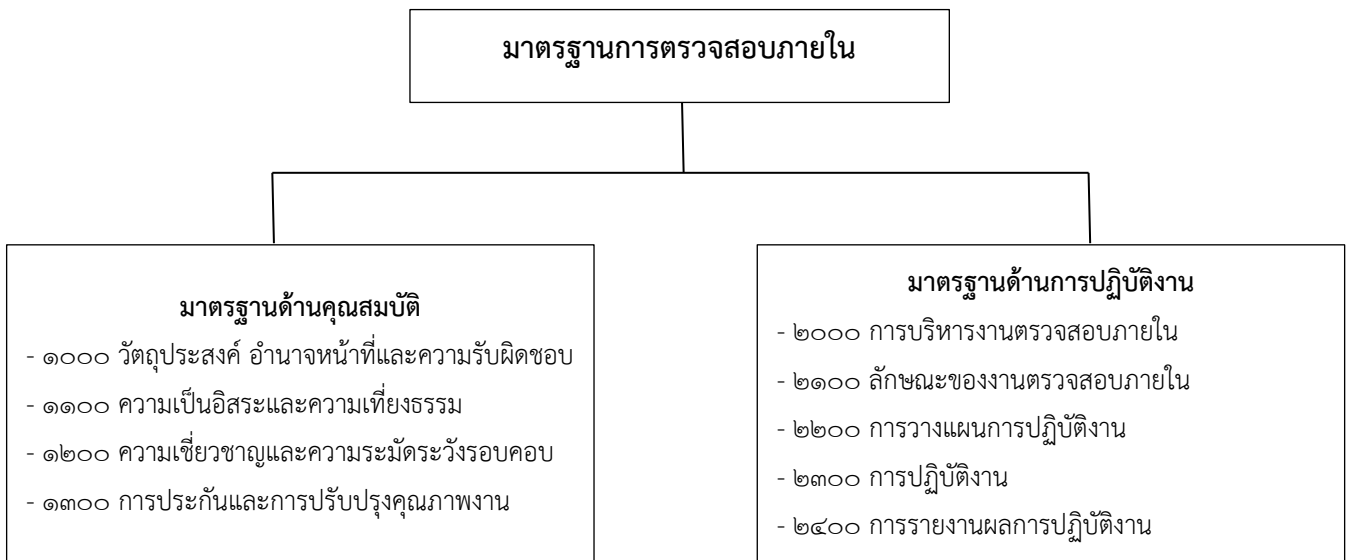 มาตรฐานการตรวจสอบภายใน
มาตรฐานด้านคุณสมบัติ
- ๑๐๐๐ วัตถุประสงค์ อำนาจหน้าที่และความรับผิดชอบ
- ๑๑๐๐ ความเป็นอิสระและความเที่ยงธรรม
- ๑๒๐๐ ความเชี่ยวชาญและความระมัดระวังรอบคอบ
- ๑๓๐๐ การประกันและการปรับปรุงคุณภาพงาน
มาตรฐานด้านการปฏิบัติงาน
- ๒๐๐๐ การบริหารงานตรวจสอบภายใน
- ๒๑๐๐ ลักษณะของงานตรวจสอบภายใน
- ๒๒๐๐ การวางแผนการปฏิบัติงาน
- ๒๓๐๐ การปฏิบัติงาน
- ๒๔๐๐ การรายงานผลการปฏิบัติงาน